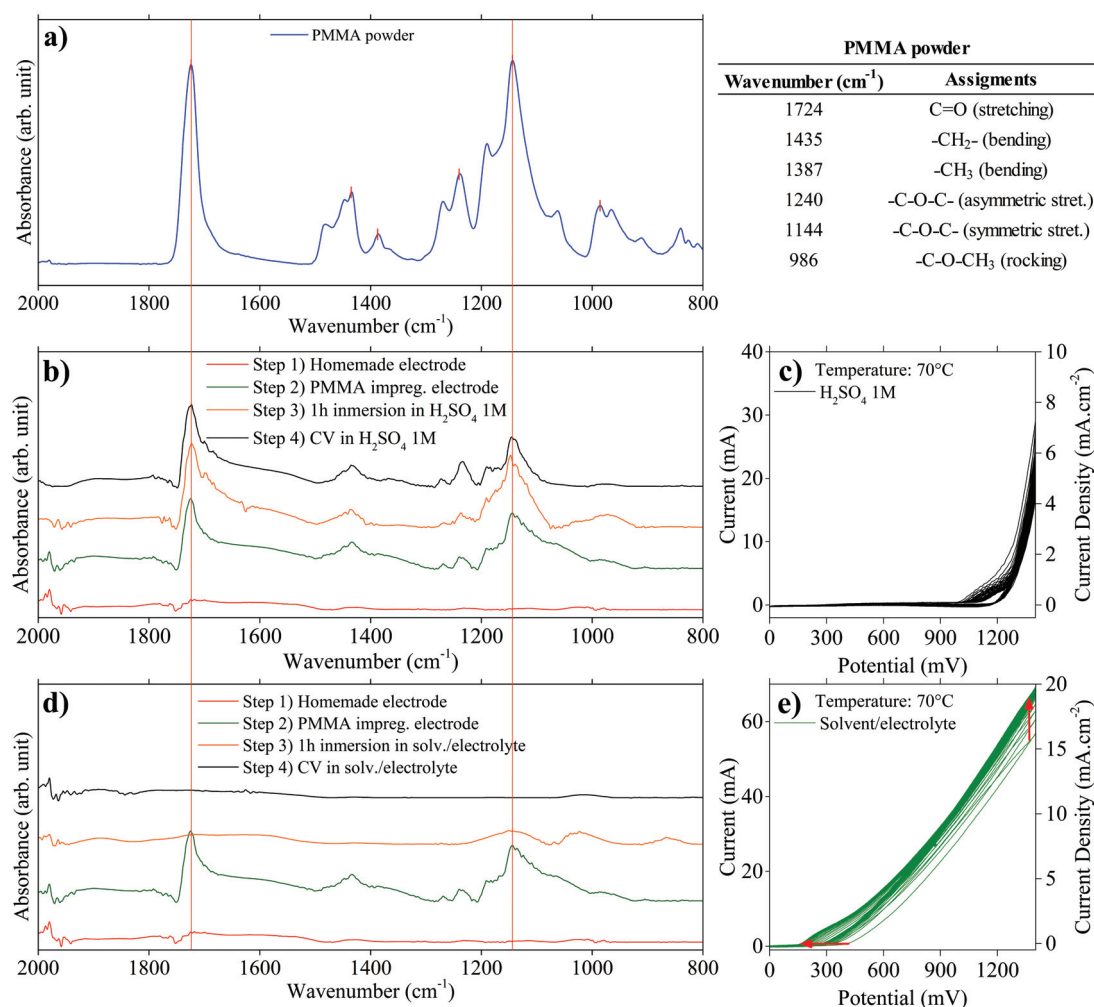 a)
PMMA powder
Absorbance (arb. unit)
2000 1800 1600 1400 1200 1000 800
Wavenumber (cm⁻¹)
PMMA powder
Wavenumber (cm⁻¹) Assigments
1724 C=O (stretching)
1435 -CH₂- (bending)
1387 -CH₃ (bending)
1240 -C-O-C- (asymmetric stret.)
1144 -C-O-C- (symmetric stret.)
986 -C-O-CH₃ (rocking)
b)
Step 1) Homemade electrode
Step 2) PMMA impreg. electrode
Step 3) 1h inmersion in H₂SO₄ 1M
Step 4) CV in H₂SO₄ 1M
Absorbance (arb. unit)
2000 1800 1600 1400 1200 1000 800
Wavenumber (cm⁻¹)
c)
Temperature: 70°C
H₂SO₄ 1M
Current (mA)
40
30
20
10
0
Current Density (mA.cm⁻²)
10
8
6
4
2
0
0 300 600 900 1200
Potential (mV)
d)
Step 1) Homemade electrode
Step 2) PMMA impreg. electrode
Step 3) 1h inmersion in solv./electrolyte
Step 4) CV in solv./electrolyte
Absorbance (arb. unit)
2000 1800 1600 1400 1200 1000 800
Wavenumber (cm⁻¹)
e)
Temperature: 70°C
Solvent/electrolyte
Current (mA)
60
40
20
0
Current Density (mA.cm⁻²)
20
15
10
5
0
0 300 600 900 1200
Potential (mV)